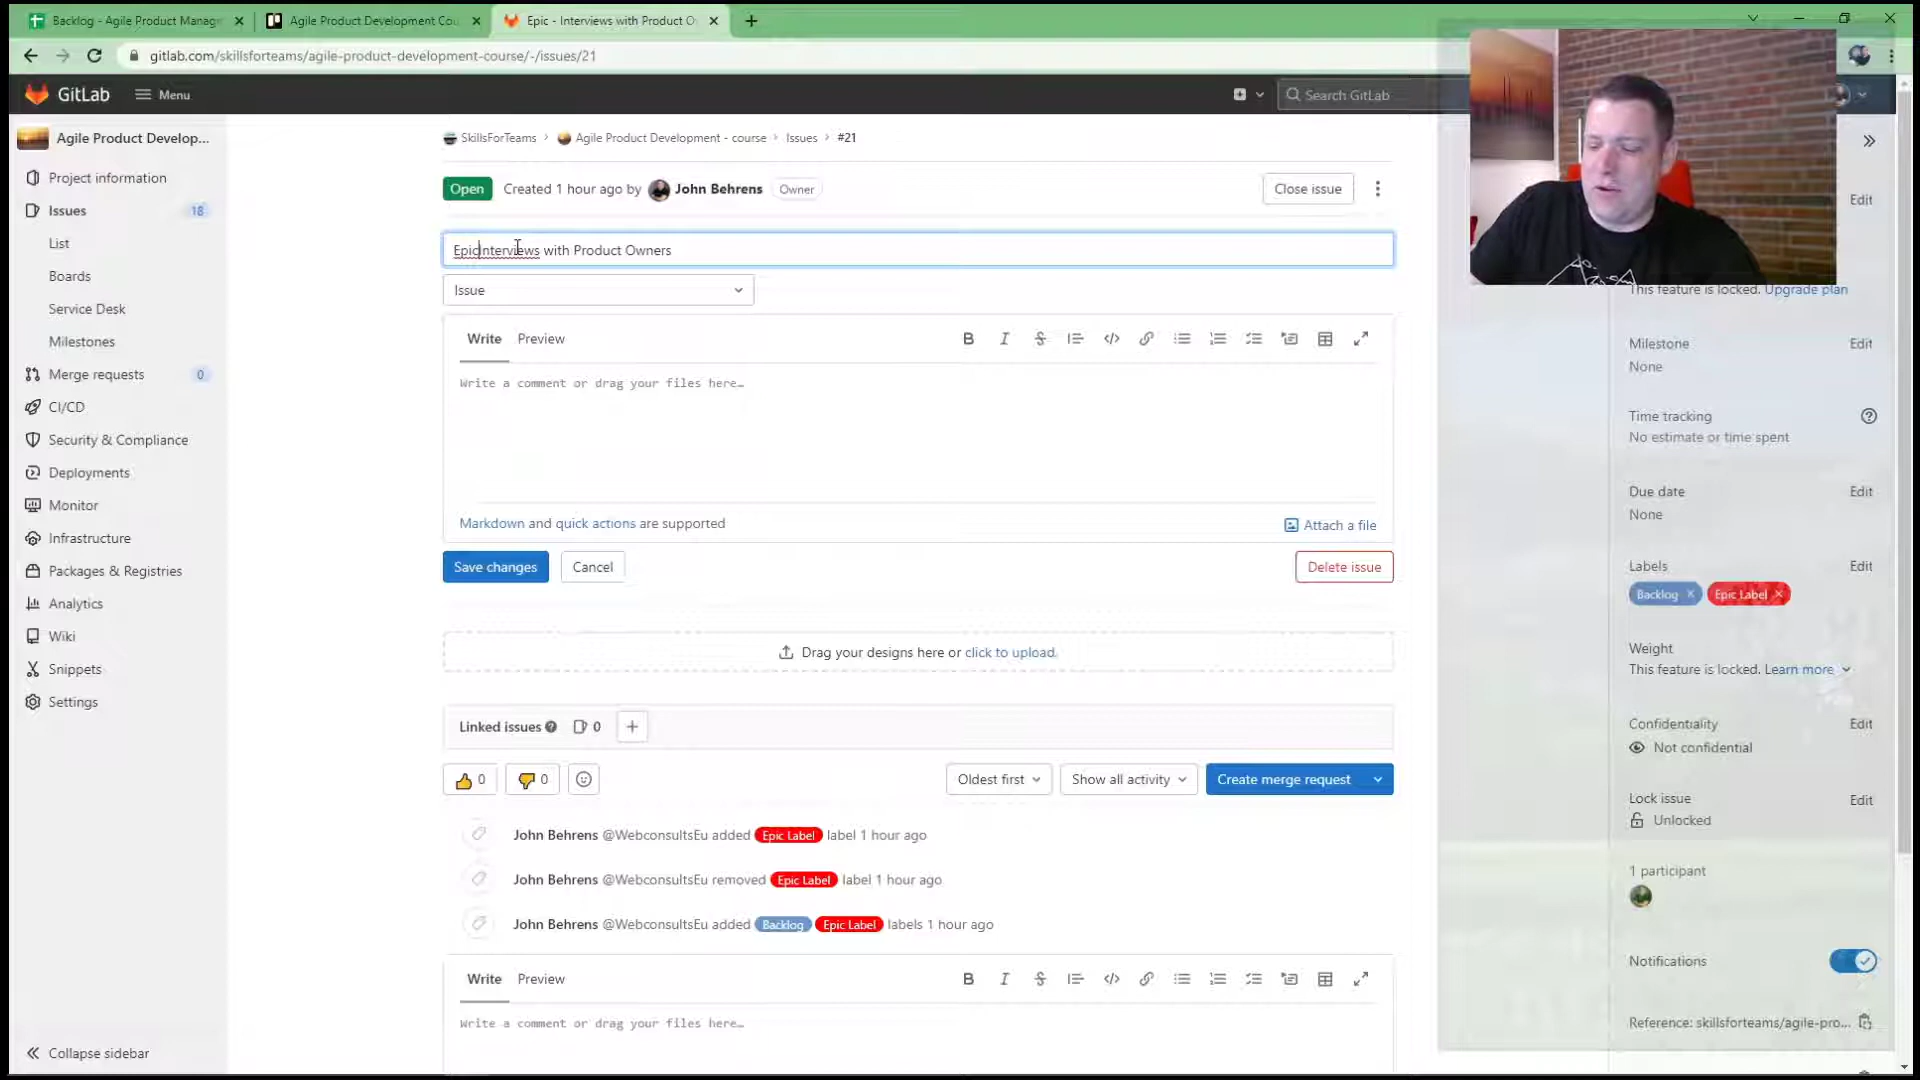 Backlog - Agile Product Manag
Agile Product Development Cou
Epic - Interviews with Product O
gitlab.com/skillsforteams/agile-product-development-course/-/issues/21
GitLab
Menu
Search GitLab
Agile Product Develop...
Project information
Issues 18
List
Boards
Service Desk
Milestones
Merge requests 0
CI/CD
Security & Compliance
Deployments
Monitor
Infrastructure
Packages & Registries
Analytics
Wiki
Snippets
Settings
Collapse sidebar
SkillsForTeams > Agile Product Development - course > Issues > #21
Open Created 1 hour ago by John Behrens Owner
Close issue
EpicInterviews with Product Owners
Issue
Write Preview
Write a comment or drag your files here…
Markdown and quick actions are supported
Attach a file
Save changes
Cancel
Delete issue
Drag your designs here or click to upload.
Linked issues 0
0
0
Oldest first
Show all activity
Create merge request
John Behrens @WebconsultsEu added Epic Label label 1 hour ago
John Behrens @WebconsultsEu removed Epic Label label 1 hour ago
John Behrens @WebconsultsEu added Backlog Epic Label labels 1 hour ago
Write Preview
Write a comment or drag your files here…
Edit
This feature is locked. Upgrade plan
Milestone Edit
None
Time tracking
No estimate or time spent
Due date Edit
None
Labels Edit
Backlog Epic Label
Weight
This feature is locked. Learn more
Confidentiality Edit
Not confidential
Lock issue Edit
Unlocked
1 participant
Notifications
Reference: skillsforteams/agile-pro...